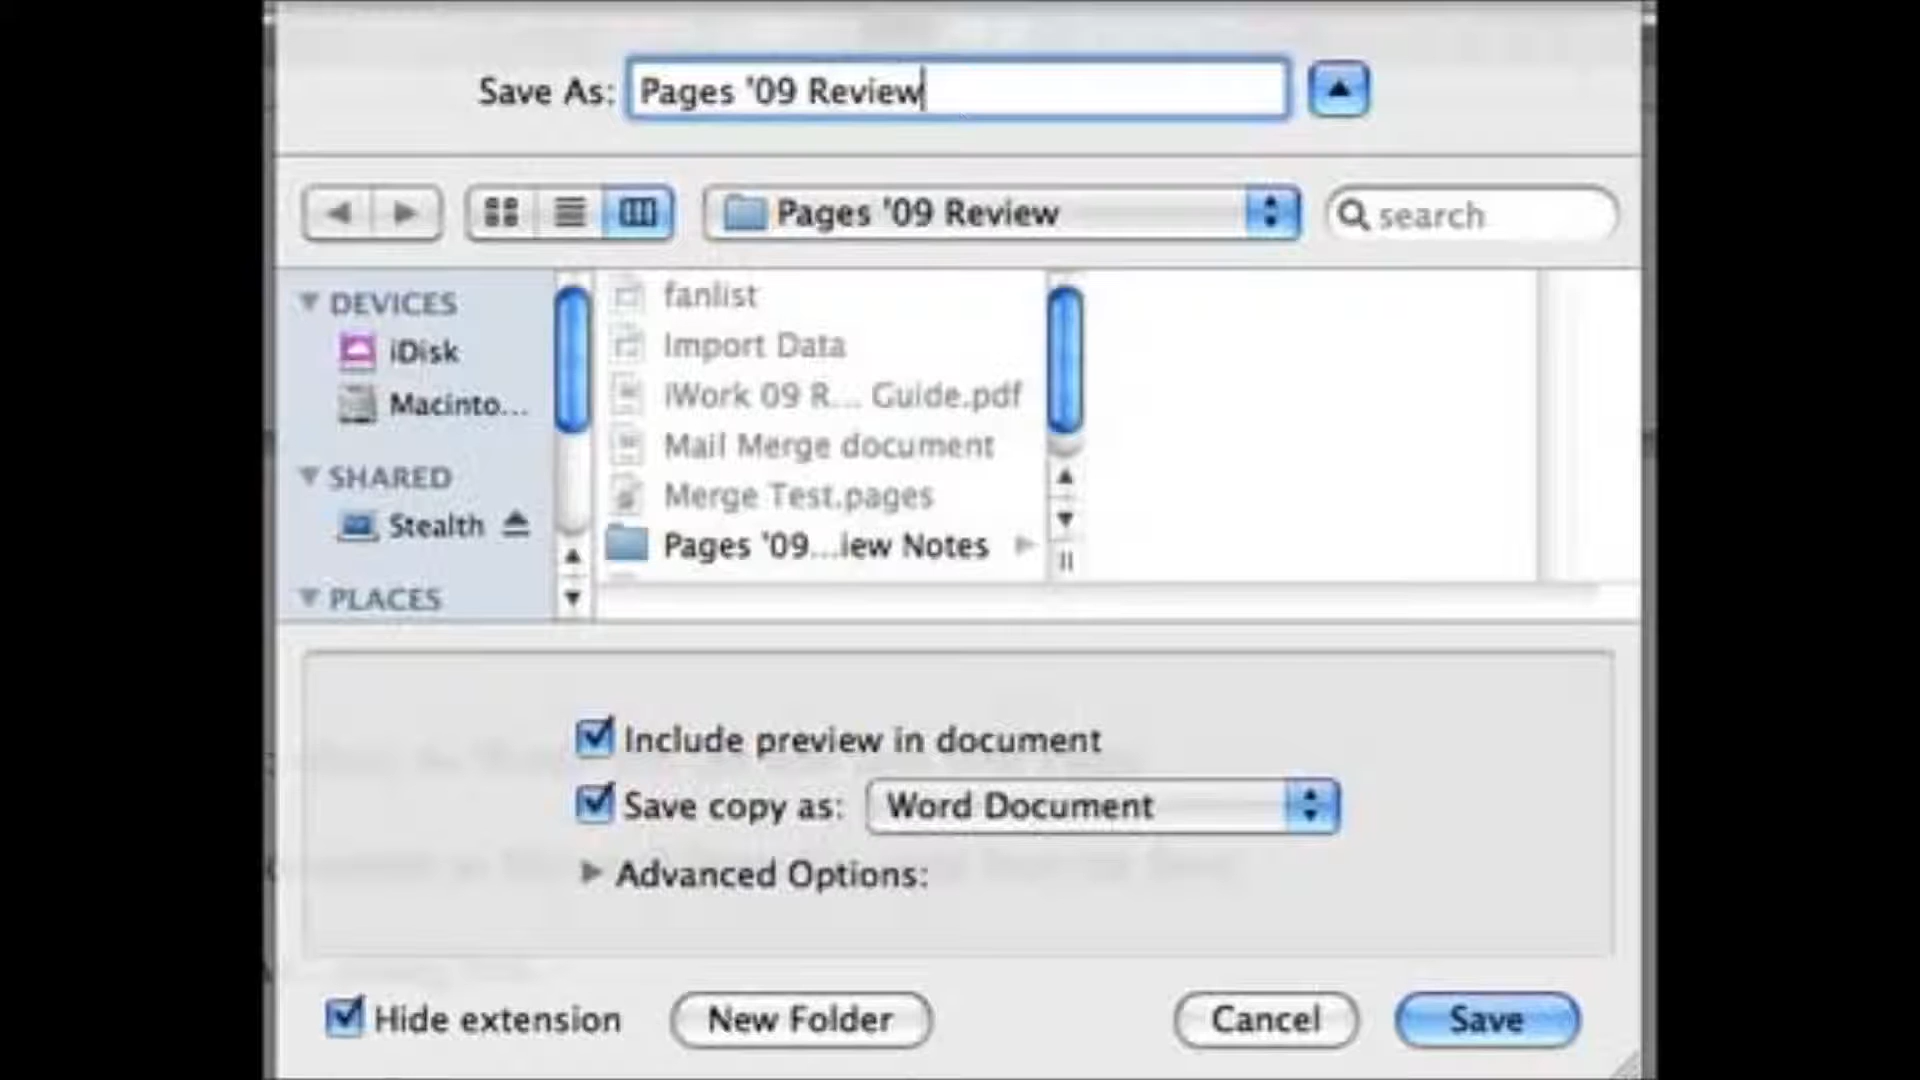 Save As: Pages '09 Review
Pages '09 Review
search
DEVICES
iDisk
Macinto...
SHARED
Stealth
PLACES
fanlist
Import Data
iWork 09 R... Guide.pdf
Mail Merge document
Merge Test.pages
Pages '09...iew Notes
Include preview in document
Save copy as: Word Document
Advanced Options:
Hide extension
New Folder
Cancel
Save